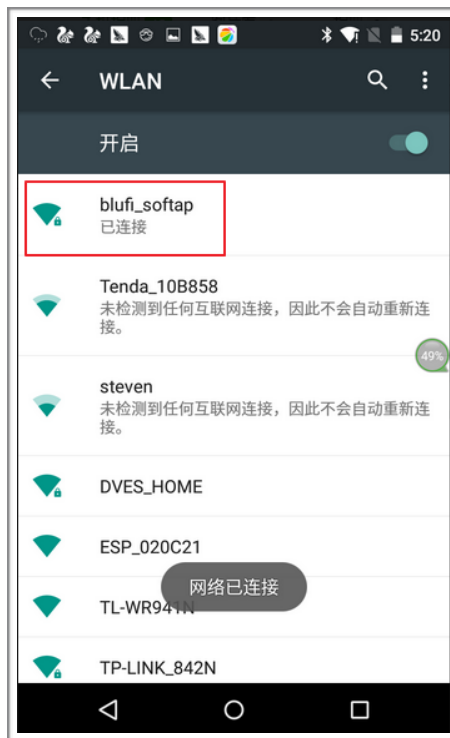 5:20
WLAN
开启
blufi_softap
已连接
Tenda_10B858
未检测到任何互联网连接，因此不会自动重新连
接。
49%
steven
未检测到任何互联网连接，因此不会自动重新连
接。
DVES_HOME
ESP_020C21
网络已连接
TL-WR941N
TP-LINK_842N